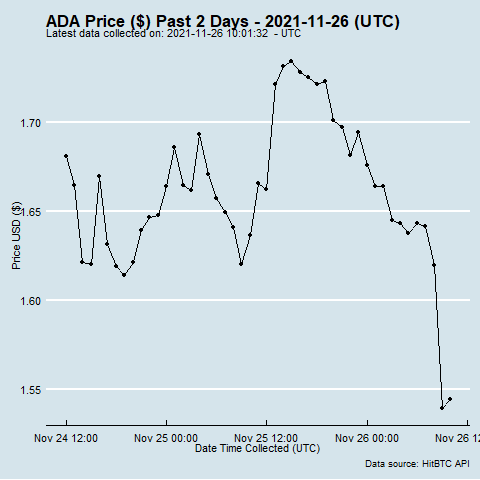 ADA Price ($) Past 2 Days - 2021-11-26 (UTC)
Latest data collected on: 2021-11-26 10:01:32  - UTC
Price USD ($)
1.70
1.65
1.60
1.55
Nov 24 12:00
Nov 25 00:00
Nov 25 12:00
Nov 26 00:00
Nov 26 12
Date Time Collected (UTC)
Data source: HitBTC API